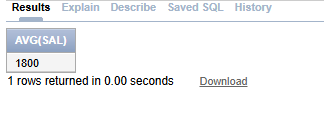 Results Explain Describe Saved SQL History
AVG(SAL)
1800
1 rows returned in 0.00 seconds Download